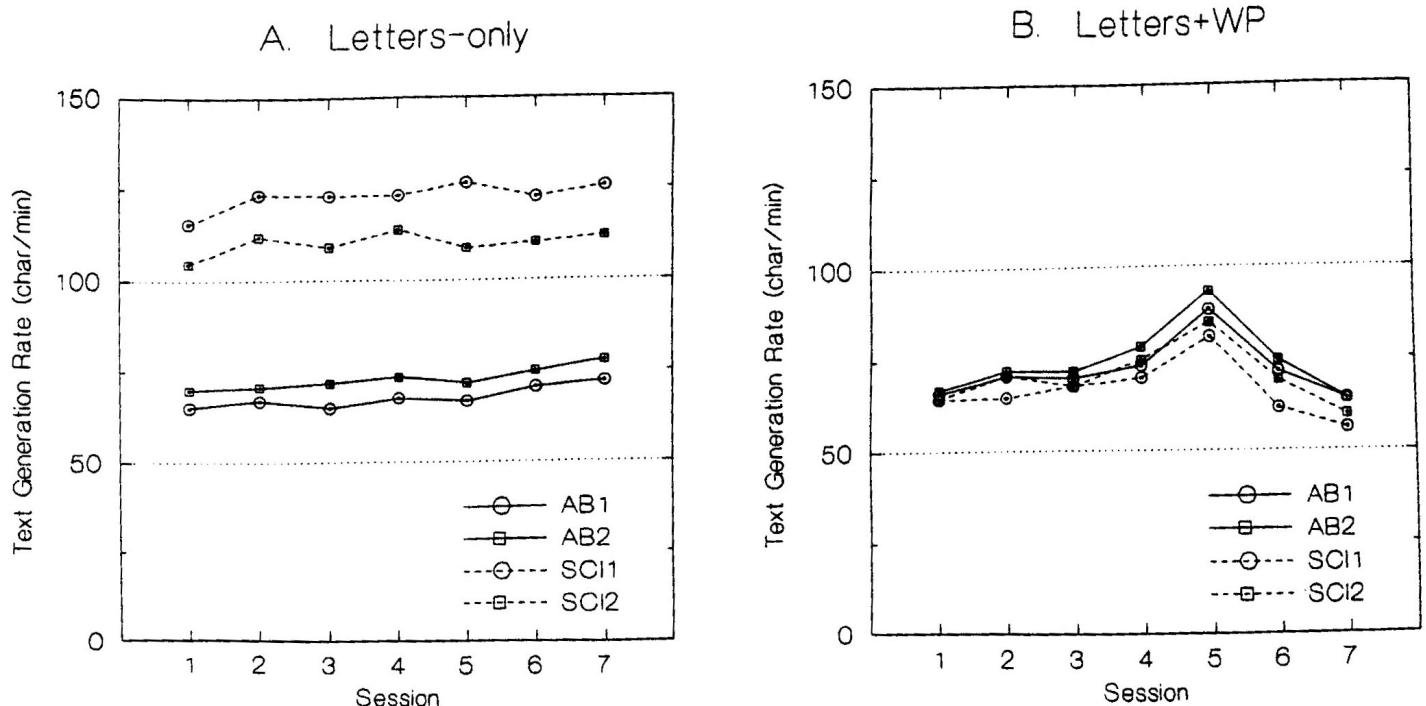 A. Letters-only
Text Generation Rate (char/min)
150
100
50
0
AB1
AB2
SCI1
SCI2
1 2 3 4 5 6 7
Session
B. Letters+WP
Text Generation Rate (char/min)
150
100
50
0
AB1
AB2
SCI1
SCI2
1 2 3 4 5 6 7
Session